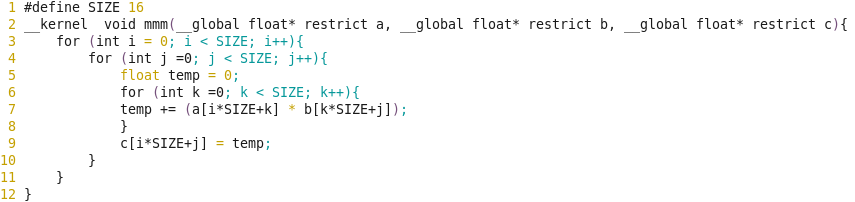 1 #define SIZE 16
2 __kernel  void mmm(__global float* restrict a, __global float* restrict b, __global float* restrict c){
3     for (int i = 0; i < SIZE; i++){
4         for (int j =0; j < SIZE; j++){
5             float temp = 0;
6             for (int k =0; k < SIZE; k++){
7             temp += (a[i*SIZE+k] * b[k*SIZE+j]);
8             }
9             c[i*SIZE+j] = temp;
10         }
11     }
12 }